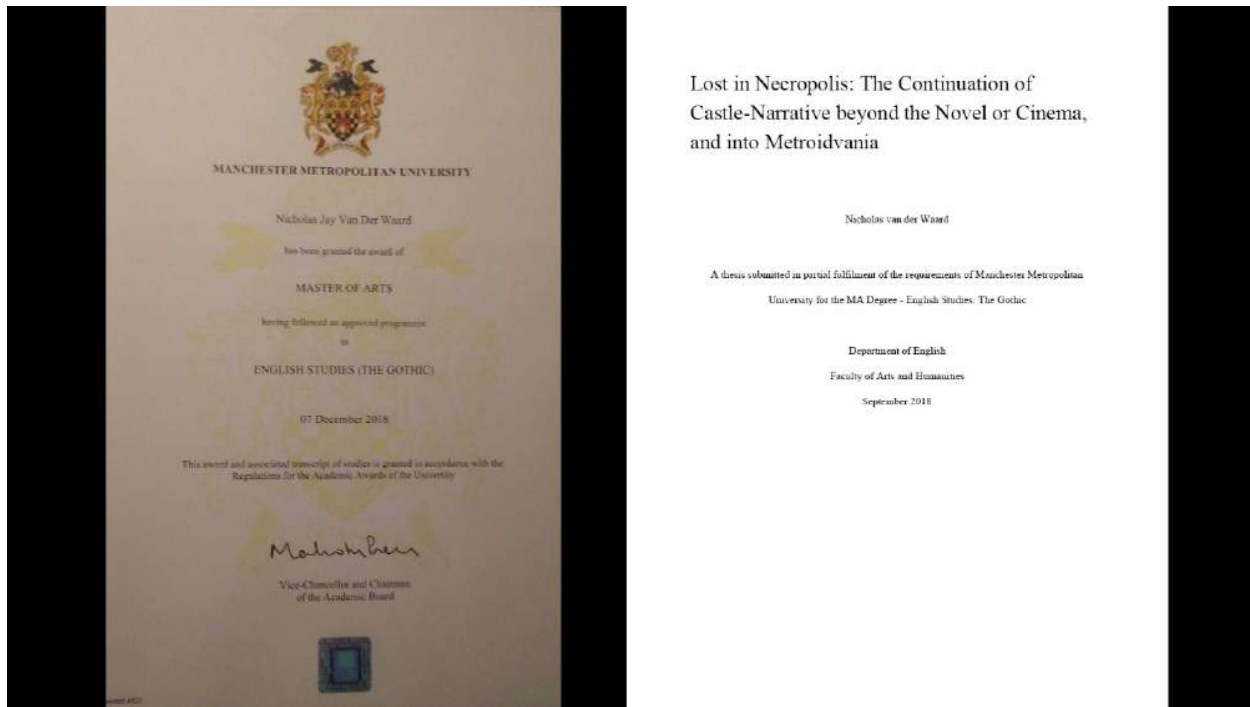 MANCHESTER METROPOLITAN UNIVERSITY
Nicholas Jay Van Der Waard
has been granted the award of
MASTER OF ARTS
having followed an approved programme
in
ENGLISH STUDIES (THE GOTHIC)
07 December 2018
This award and associated transcript of studies is granted in accordance with the
Regulations for the Academic Awards of the University
Vice-Chancellor and Chairman
of the Academic Board
Lost in Necropolis: The Continuation of
Castle-Narrative beyond the Novel or Cinema,
and into Metroidvania
Nicholas van der Waard
A thesis submitted in partial fulfilment of the requirements of Manchester Metropolitan
University for the MA Degree - English Studies: The Gothic
Department of English
Faculty of Arts and Humanities
September 2018